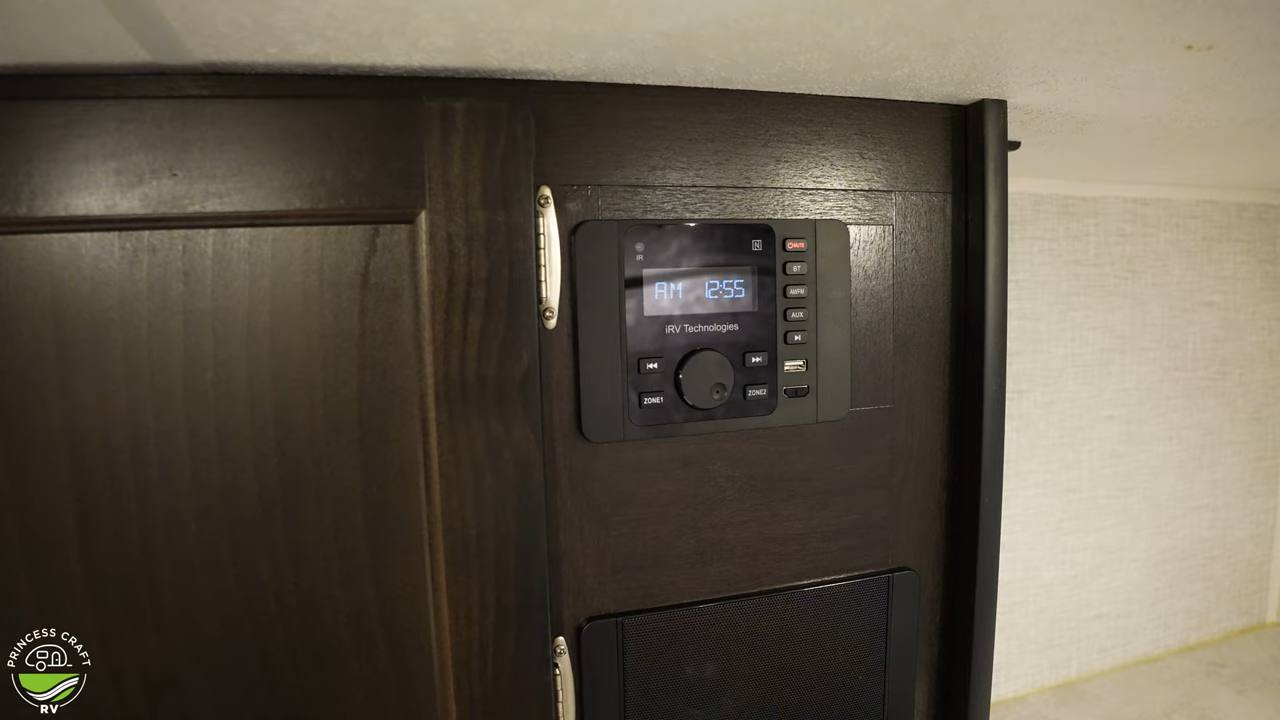 IR
N
MUTE
BT
AM 12:55
AM/FM
iRV Technologies
AUX
ZONE1
ZONE2
PRINCESS CRAFT
RV